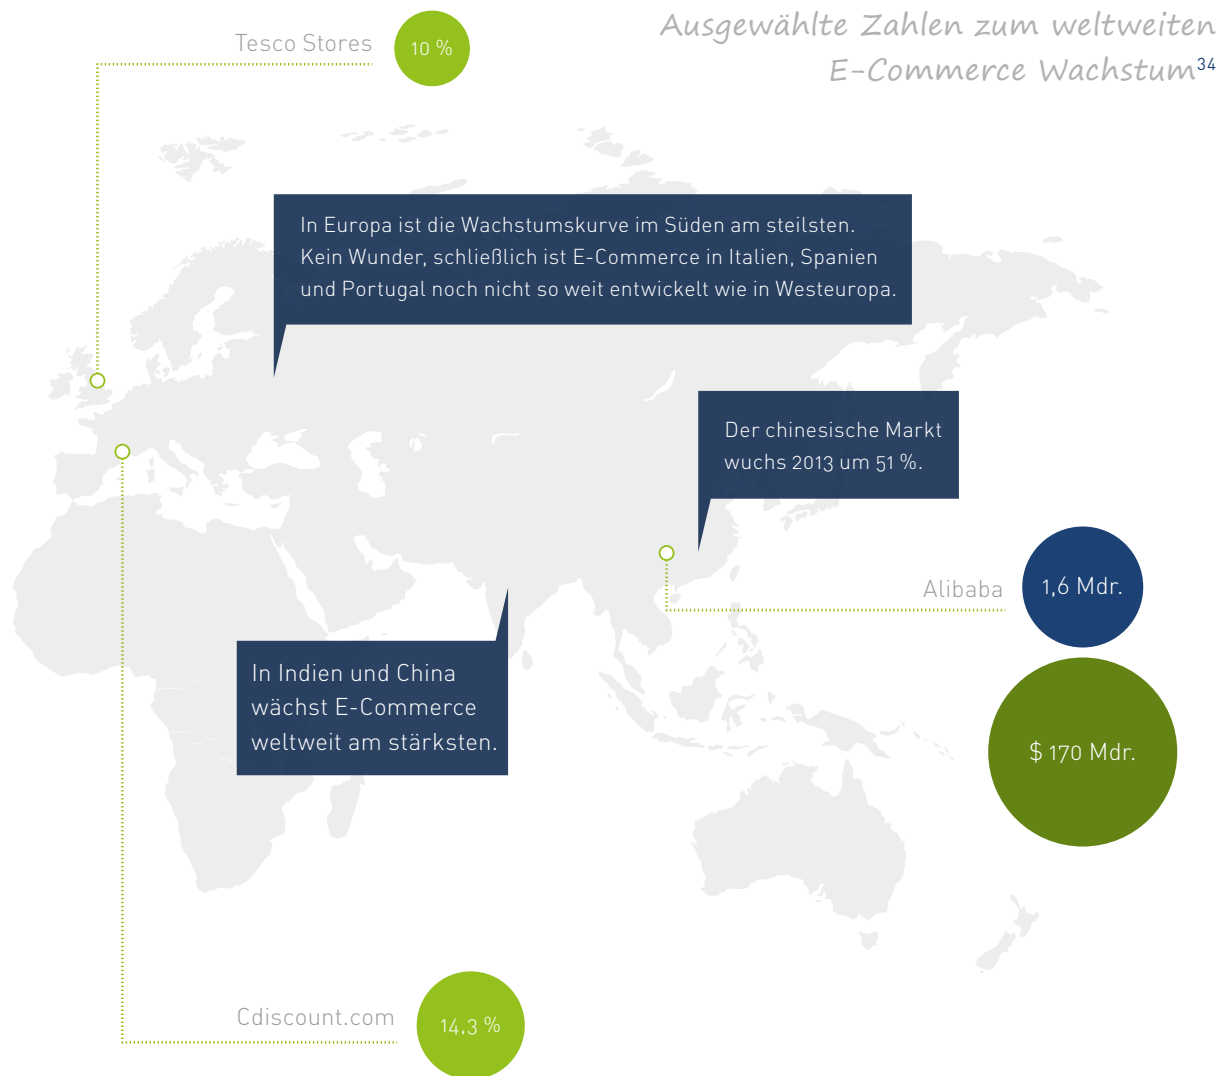 Ausgewählte Zahlen zum weltweiten
E-Commerce Wachstum³⁴
Tesco Stores
10 %
In Europa ist die Wachstumskurve im Süden am steilsten.
Kein Wunder, schließlich ist E-Commerce in Italien, Spanien
und Portugal noch nicht so weit entwickelt wie in Westeuropa.
Der chinesische Markt
wuchs 2013 um 51 %.
Alibaba
1,6 Mdr.
$ 170 Mdr.
In Indien und China
wächst E-Commerce
weltweit am stärksten.
Cdiscount.com
14,3 %